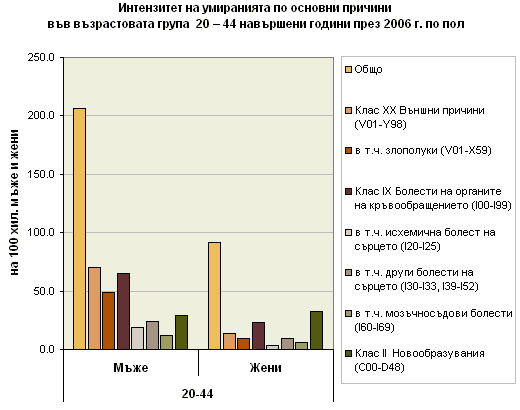 Интензитет на умиранията по основни причини
във възрастовата група 20 – 44 навършени години през 2006 г. по пол
250.0
200.0
150.0
100.0
50.0
0.0
на 100 хил. мъже и жени
Мъже
Жени
20-44
Общо
Клас XX Външни причини
(V01-Y98)
в т.ч. злополуки (V01-X59)
Клас IX Болести на органите
на кръвообращението (I00-I99)
в т.ч. исхемична болест на
сърцето (I20-I25)
в т.ч. други болести на
сърцето (I30-I33, I39-I52)
в т.ч. мозъчносъдови болести
(I60-I69)
Клас II Новообразувания
(C00-D48)